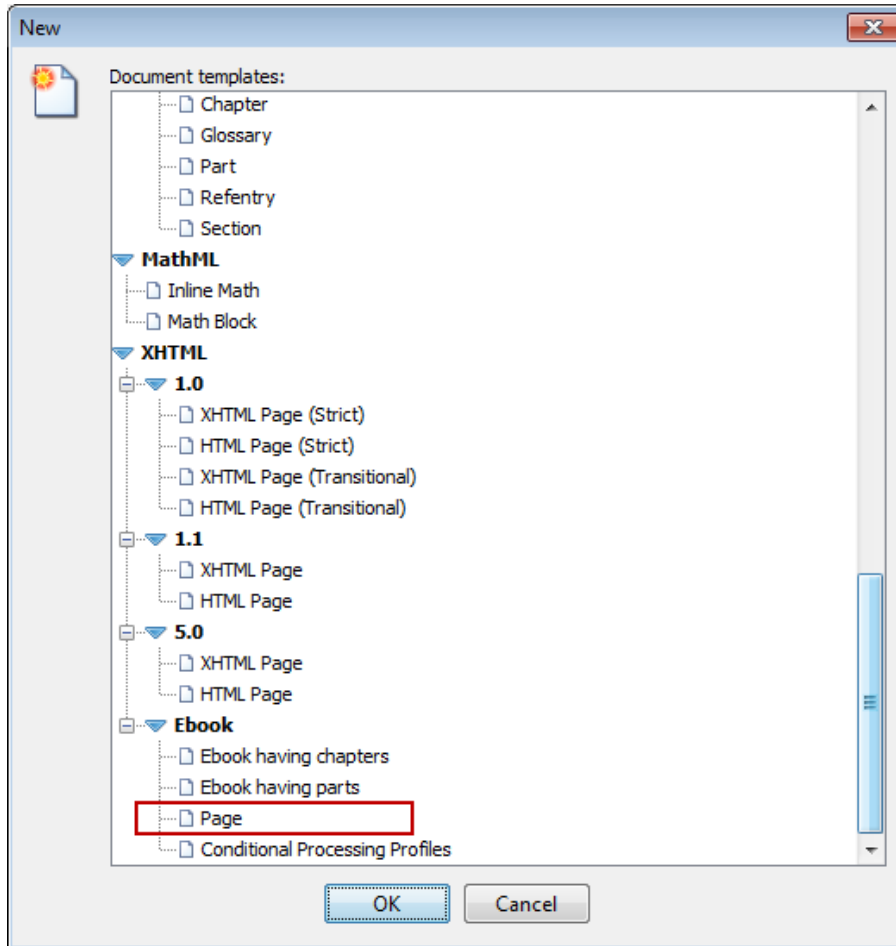 New
Document templates:
Chapter
Glossary
Part
Refentry
Section
MathML
Inline Math
Math Block
XHTML
1.0
XHTML Page (Strict)
HTML Page (Strict)
XHTML Page (Transitional)
HTML Page (Transitional)
1.1
XHTML Page
HTML Page
5.0
XHTML Page
HTML Page
Ebook
Ebook having chapters
Ebook having parts
Page
Conditional Processing Profiles
OK Cancel